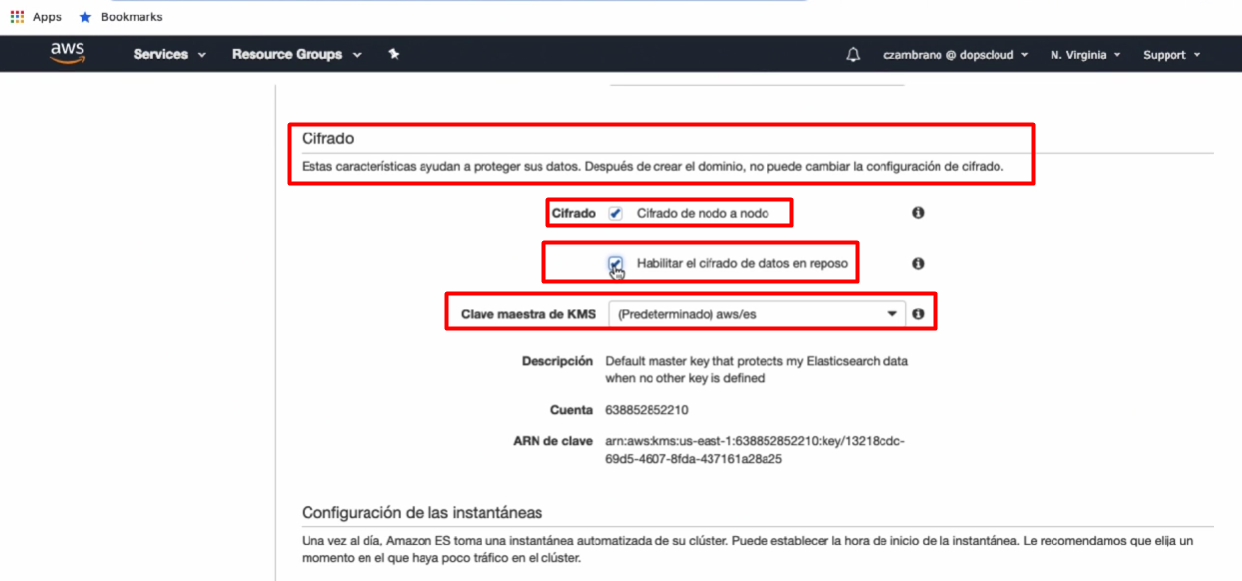 Apps Bookmarks
aws Services Resource Groups czambrano @ dopscloud N. Virginia Support
Cifrado
Estas características ayudan a proteger sus datos. Después de crear el dominio, no puede cambiar la configuración de cifrado.
Cifrado Cifrado de nodo a nodo
Habilitar el cifrado de datos en reposo
Clave maestra de KMS (Predeterminado) aws/es
Descripción Default master key that protects my Elasticsearch data
when no other key is defined
Cuenta 638852852210
ARN de clave arn:aws:kms:us-east-1:638852852210:key/13218cdc-
69d5-4607-8fda-437161a28a25
Configuración de las instantáneas
Una vez al día, Amazon ES toma una instantánea automatizada de su clúster. Puede establecer la hora de inicio de la instantánea. Le recomendamos que elija un
momento en el que haya poco tráfico en el clúster.